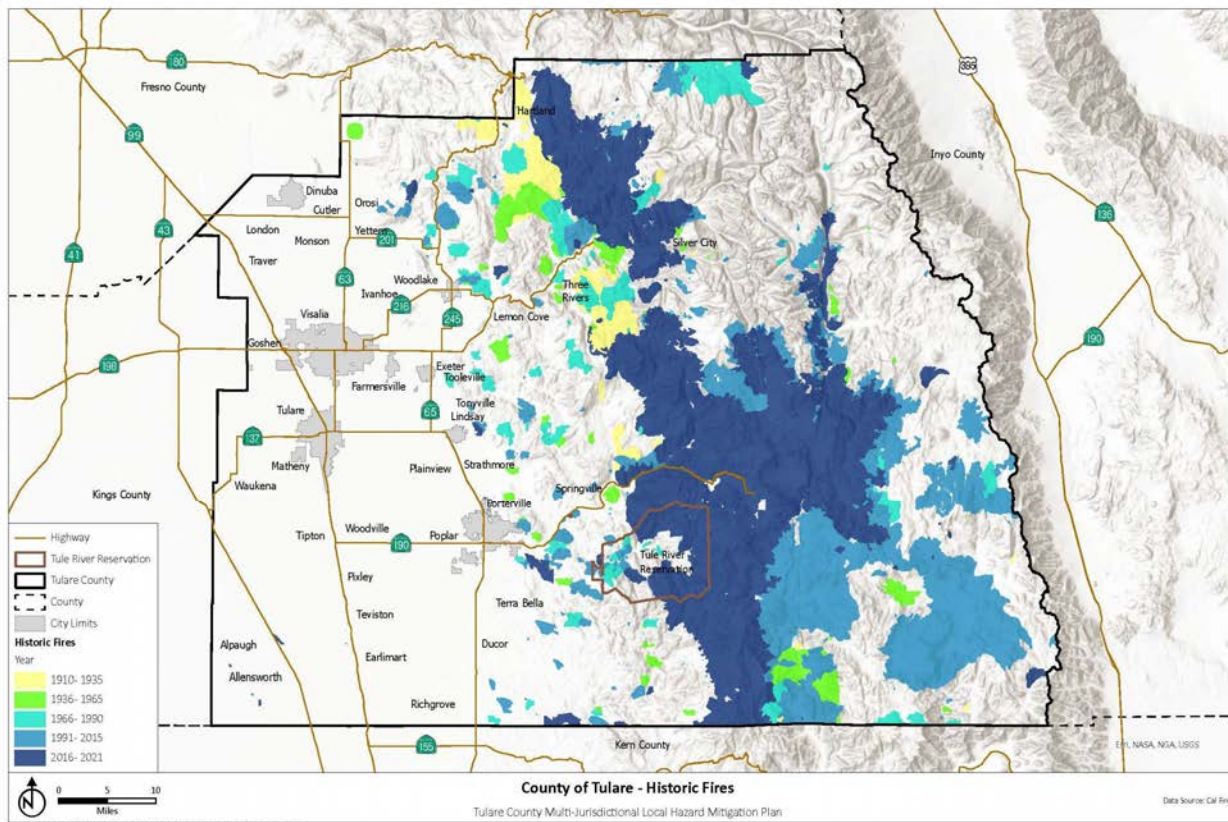 80
Fresno County
395
Hartland
99
Inyo County
Dinuba
Cutler
Orosi
136
43
London
Yettem
201
41
Monson
Silver City
Traver
63
Woodlake
Three
Rivers
Ivanhoe
216
245
Lemon Cove
Visalia
190
Goshen
198
Exeter
Tooleville
Farmersville
Tonyville
Tulare
65
Lindsay
137
Matheny
Plainview
Strathmore
Waukena
Springville
Kings County
Porterville
Woodville
Tipton
190
Poplar
Tule River
Reservation
Pixley
Terra Bella
Teviston
Alpaugh
Ducor
Earlimart
Allensworth
Richgrove
155
Kern County
Esri, NASA, NGA, USGS
Highway
Tule River Reservation
Tulare County
County
City Limits
Historic Fires
Year
1910- 1935
1936- 1965
1966- 1990
1991- 2015
2016- 2021
N
0 5 10
Miles
County of Tulare - Historic Fires
Tulare County Multi-Jurisdictional Local Hazard Mitigation Plan
Data Source: Cal Fire